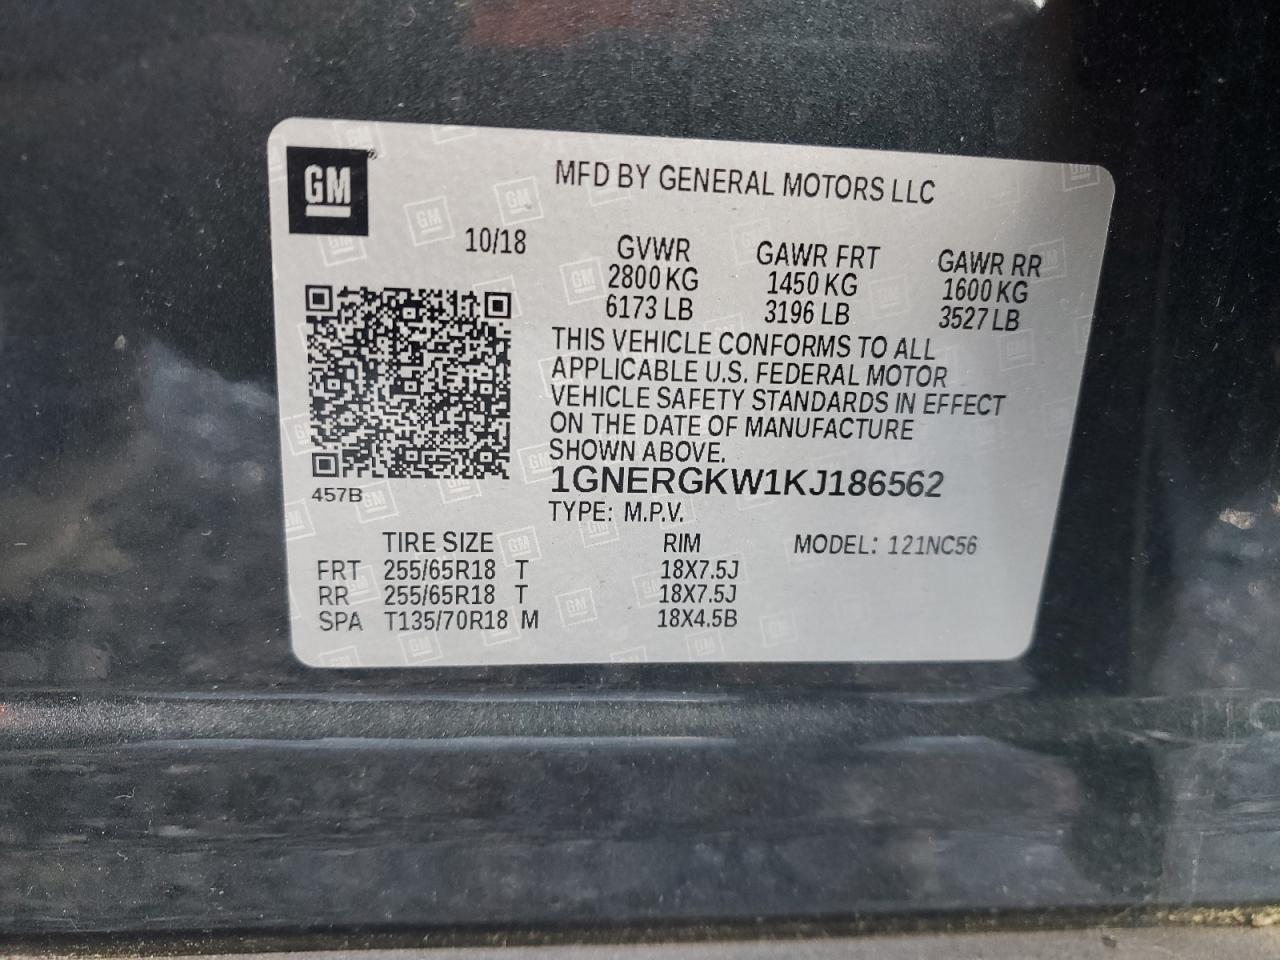 GM
MFD BY GENERAL MOTORS LLC
10/18
GVWR GAWR FRT GAWR RR
2800 KG 1450 KG 1600 KG
6173 LB 3196 LB 3527 LB
THIS VEHICLE CONFORMS TO ALL
APPLICABLE U.S. FEDERAL MOTOR
VEHICLE SAFETY STANDARDS IN EFFECT
ON THE DATE OF MANUFACTURE
SHOWN ABOVE.
1GNERGKW1KJ186562
457B
TYPE: M.P.V.
TIRE SIZE RIM MODEL: 121NC56
FRT 255/65R18 T 18X7.5J
RR 255/65R18 T 18X7.5J
SPA T135/70R18 M 18X4.5B